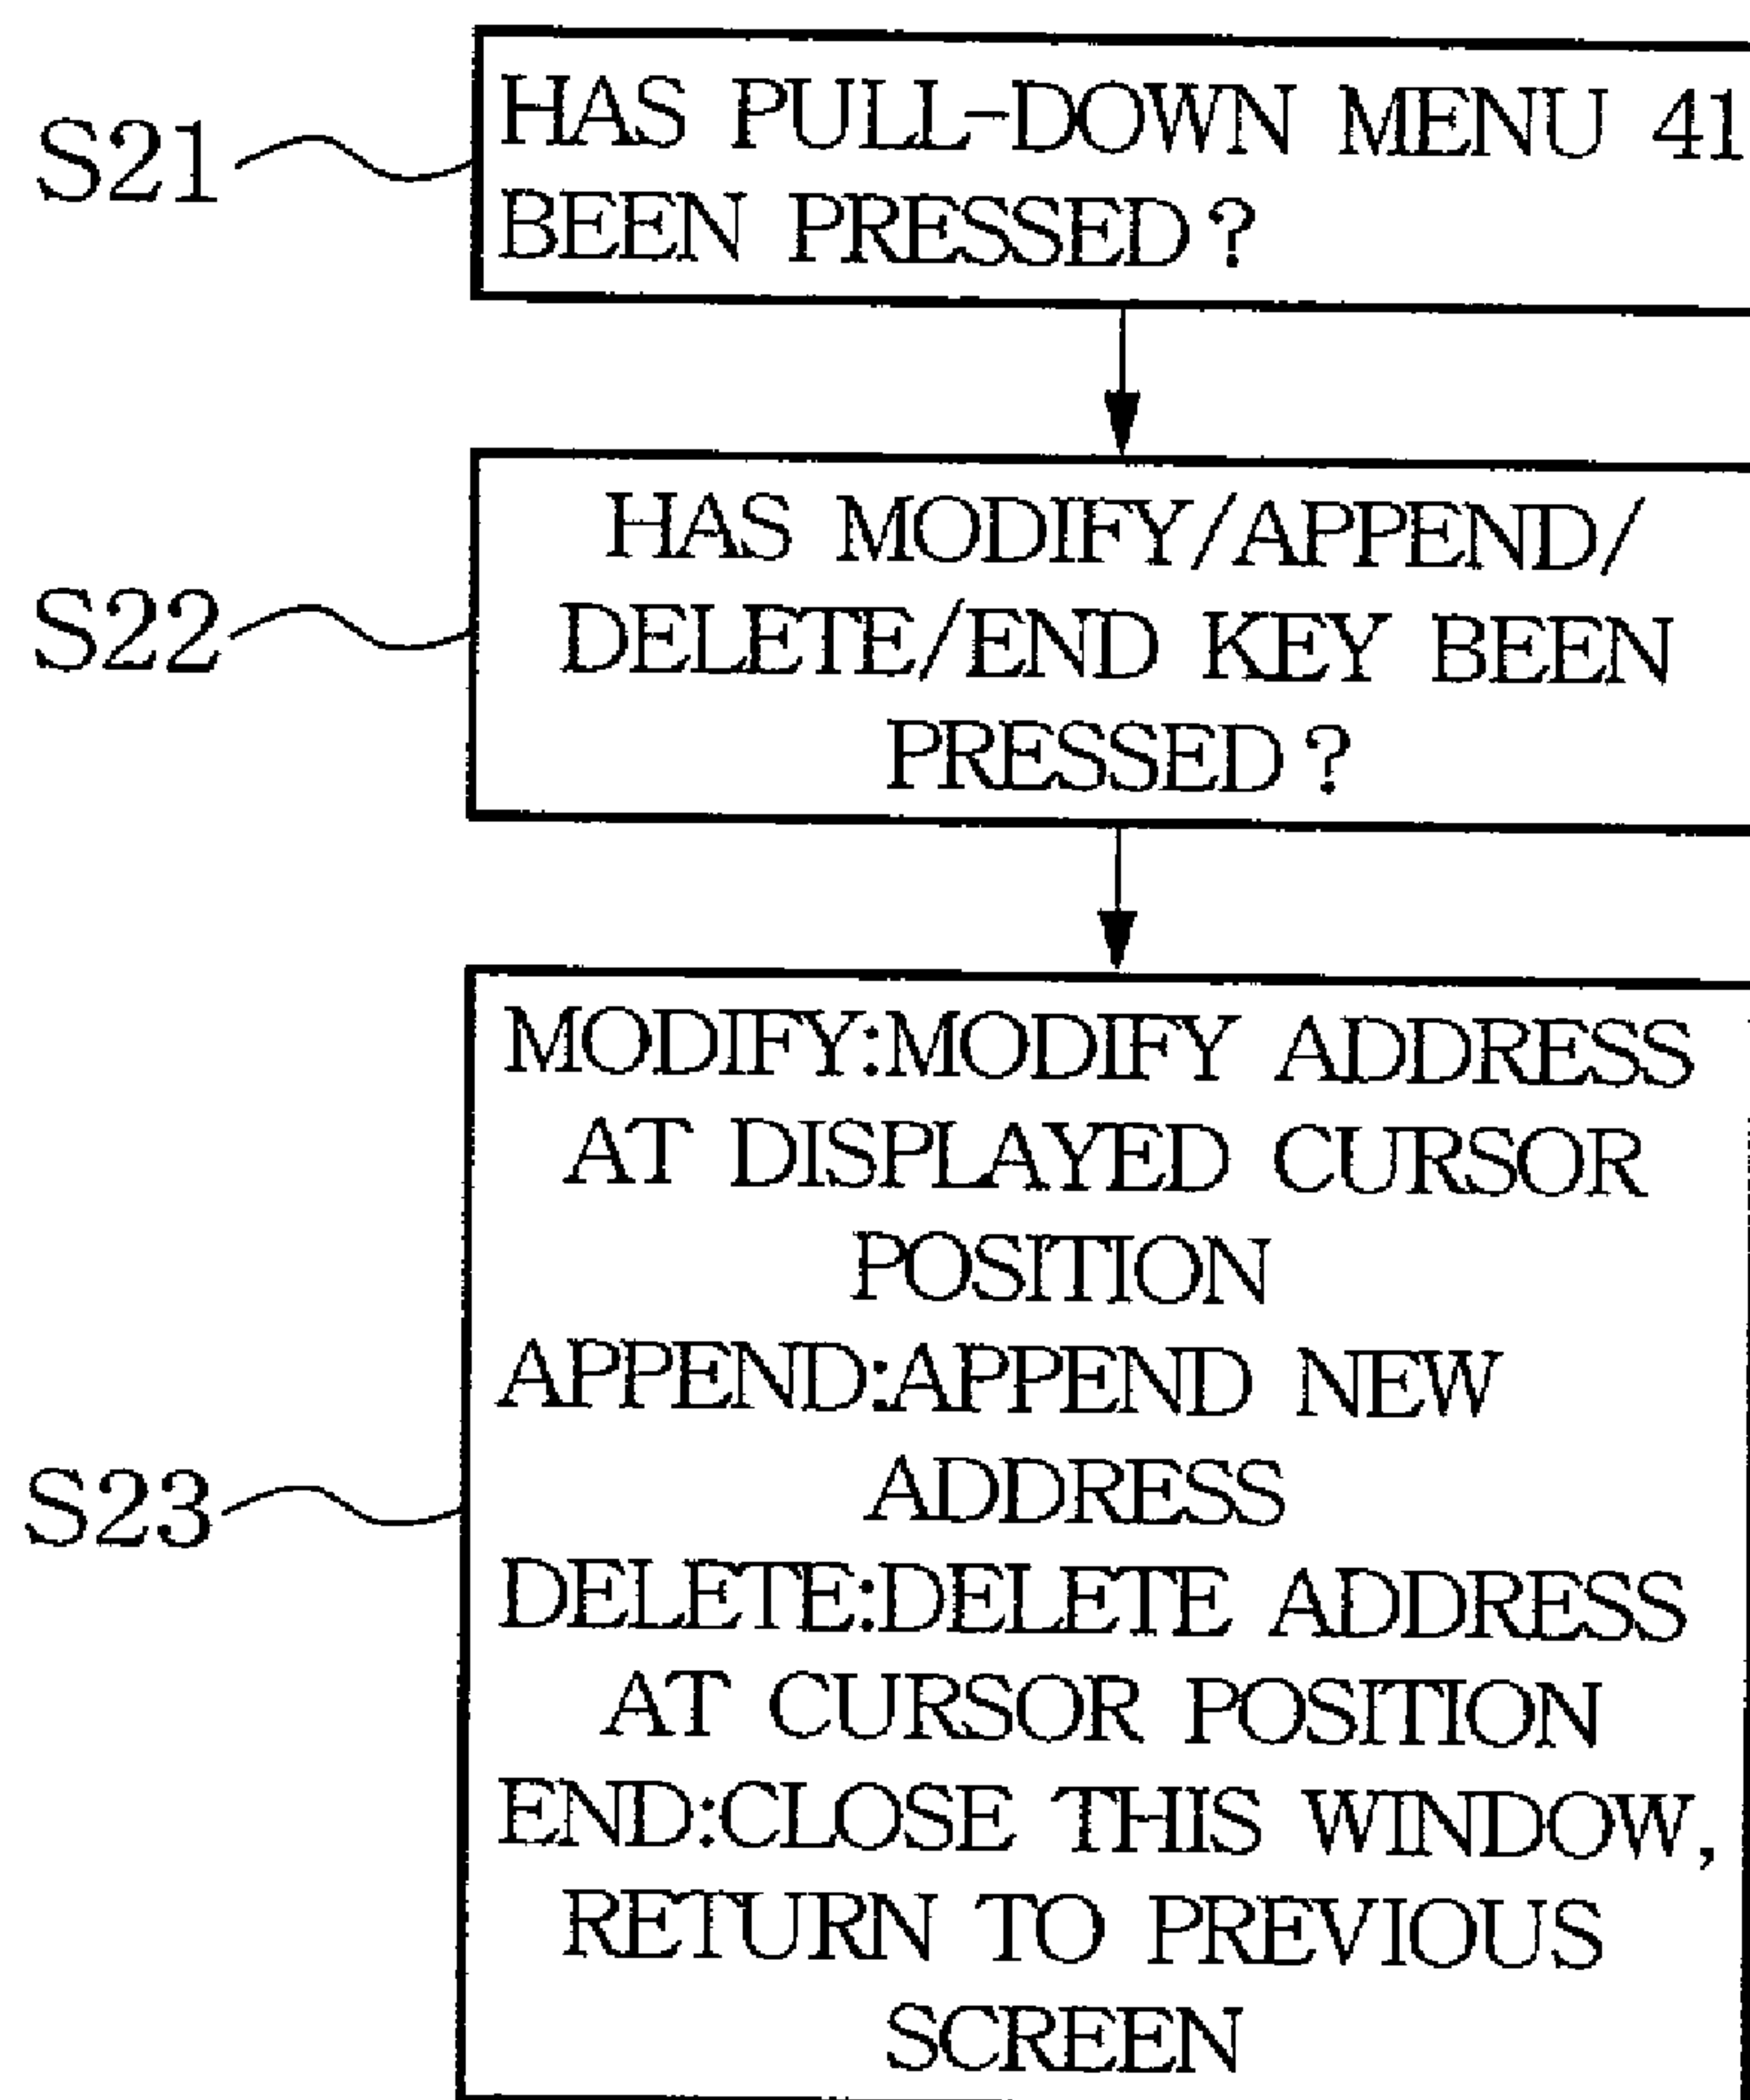 S21
HAS PULL-DOWN MENU 41
BEEN PRESSED?
S22
HAS MODIFY/APPEND/
DELETE/END KEY BEEN
PRESSED?
S23
MODIFY:MODIFY ADDRESS
AT DISPLAYED CURSOR
POSITION
APPEND:APPEND NEW
ADDRESS
DELETE:DELETE ADDRESS
AT CURSOR POSITION
END:CLOSE THIS WINDOW,
RETURN TO PREVIOUS
SCREEN